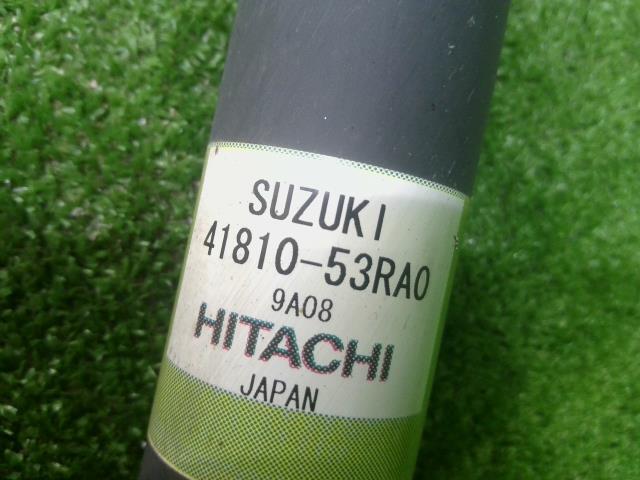 SUZUKI
41810-53RA0
9A08
HITACHI
JAPAN